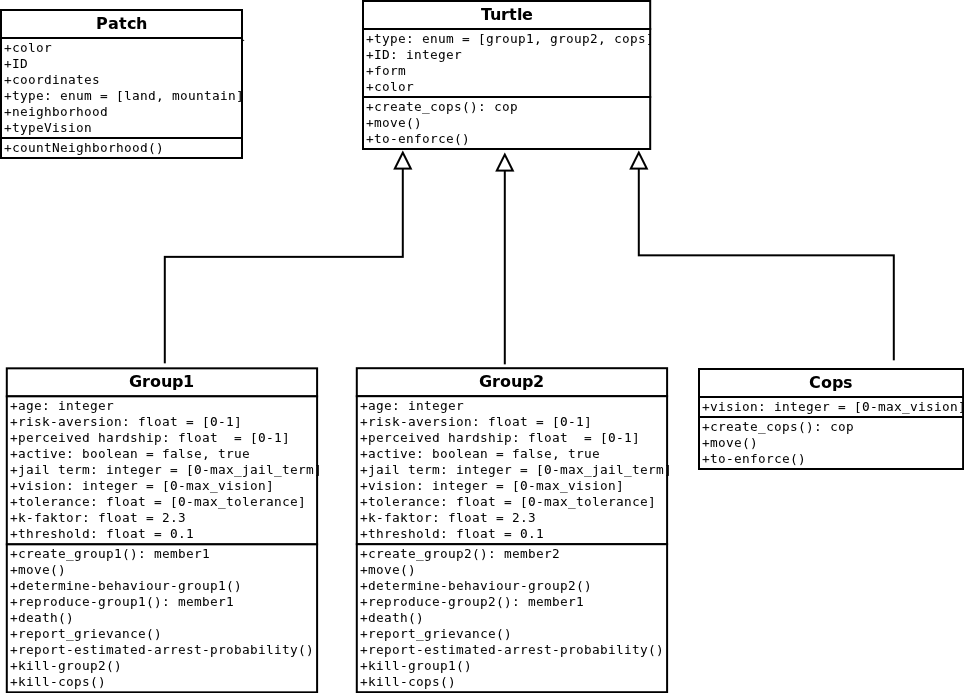 Patch
+color
+ID
+coordinates
+type: enum = [land, mountain]
+neighborhood
+typeVision
+countNeighborhood()
Turtle
+type: enum = [group1, group2, cops]
+ID: integer
+form
+color
+create_cops(): cop
+move()
+to-enforce()
Group1
+age: integer
+risk-aversion: float = [0-1]
+perceived hardship: float  = [0-1]
+active: boolean = false, true
+jail term: integer = [0-max_jail_term]
+vision: integer = [0-max_vision]
+tolerance: float = [0-max_tolerance]
+k-faktor: float = 2.3
+threshold: float = 0.1
+create_group1(): member1
+move()
+determine-behaviour-group1()
+reproduce-group1(): member1
+death()
+report_grievance()
+report-estimated-arrest-probability()
+kill-group2()
+kill-cops()
Group2
+age: integer
+risk-aversion: float = [0-1]
+perceived hardship: float  = [0-1]
+active: boolean = false, true
+jail term: integer = [0-max_jail_term]
+vision: integer = [0-max_vision]
+tolerance: float = [0-max_tolerance]
+k-faktor: float = 2.3
+threshold: float = 0.1
+create_group2(): member2
+move()
+determine-behaviour-group2()
+reproduce-group2(): member1
+death()
+report_grievance()
+report-estimated-arrest-probability()
+kill-group1()
+kill-cops()
Cops
+vision: integer = [0-max_vision]
+create_cops(): cop
+move()
+to-enforce()